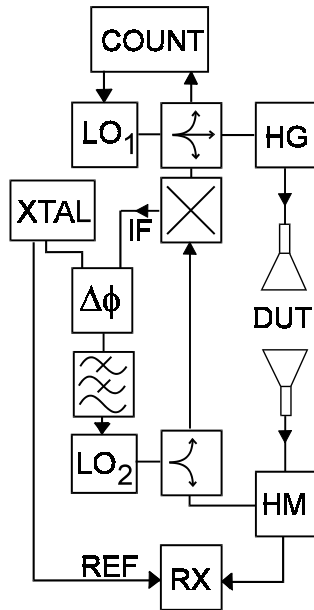 COUNT
LO₁
HG
XTAL
IF
Δϕ
DUT
LO₂
HM
REF
RX